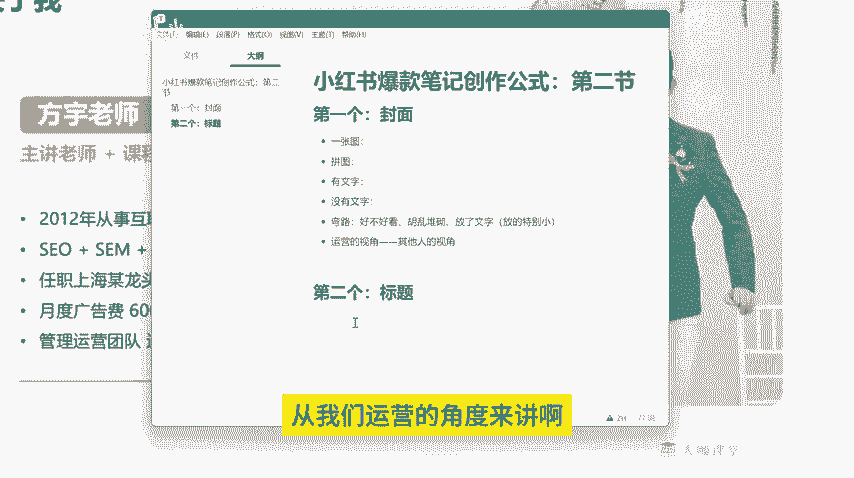 方宇老师
主讲老师 + 课程
• 2012年从事互联
• SEO + SEM +
• 任职上海某龙头
• 月度广告费 600
• 管理运营团队
文件(F) 编辑(E) 段落(P) 格式(O) 视图(V) 主题(T) 帮助(H)
文件 大纲
小红书爆款笔记创作公式：第二节
第一个：封面
第二个：标题
小红书爆款笔记创作公式：第二节
第一个：封面
• 一张图：
• 拼图：
• 有文字：
• 没有文字：
• 弯路：好不好看、胡乱堆砌、放了文字（放的特别小）
• 运营的视角——其他人的视角
第二个：标题
从我们运营的角度来讲啊